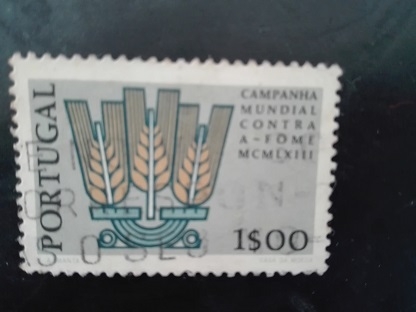 PORTUGAL
CAMPANHA
MUNDIAL
CONTRA
A-FOME
MCMLXIII
1$00